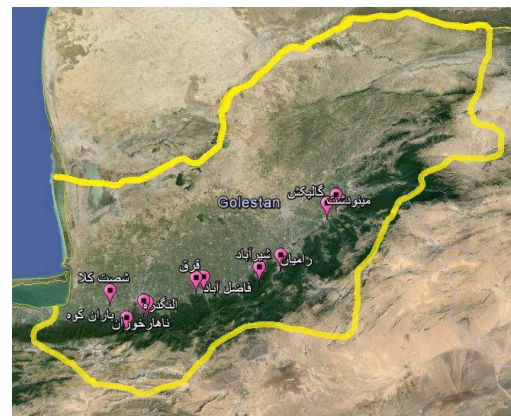 گالیکش
مینودشت
Golestan
شیرآباد
رامیان
قرق
فاضل آباد
شصت کلا
النگدره
باران کوه
ناهارخوران